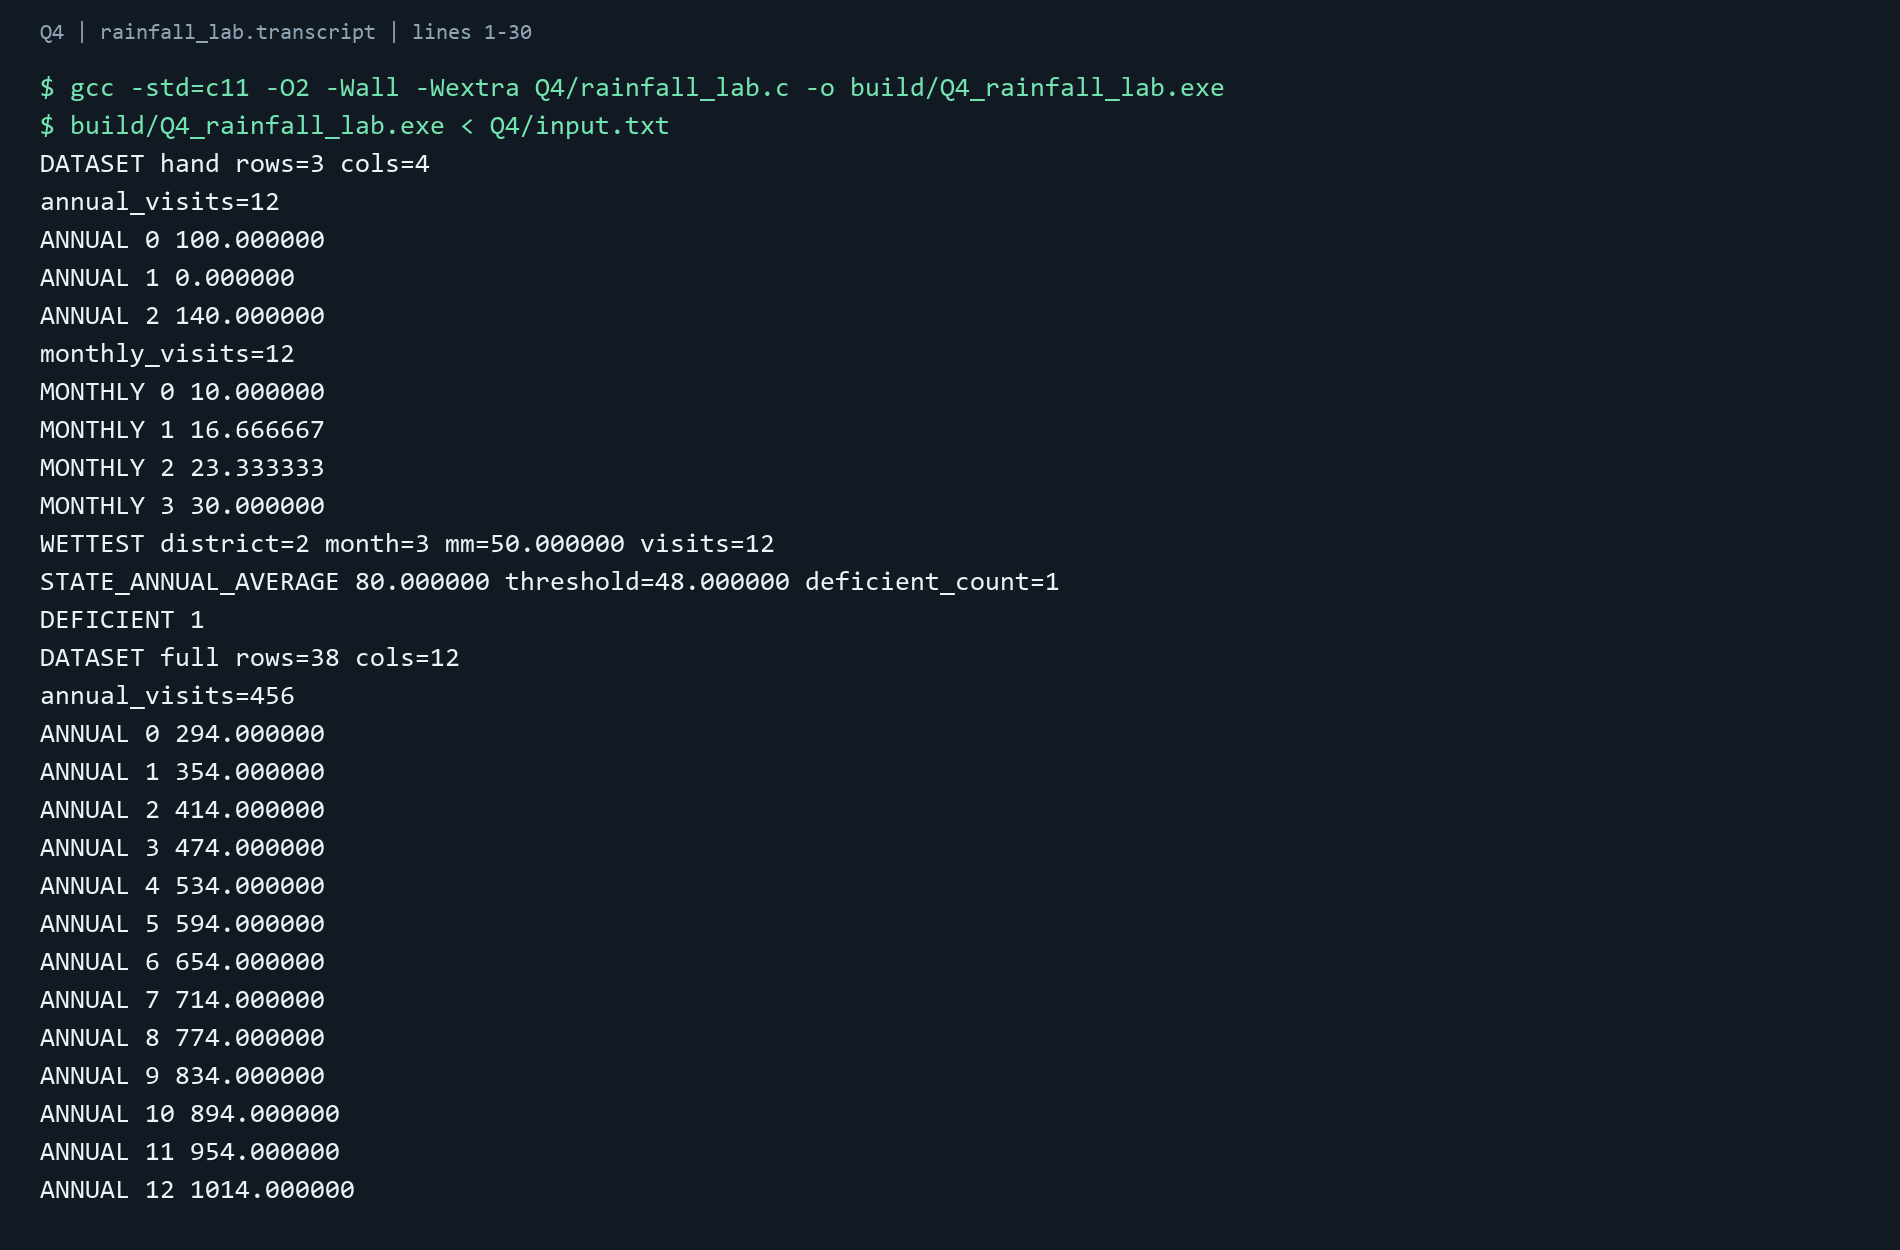 Q4 | rainfall_lab.transcript | lines 1-30
$ gcc -std=c11 -O2 -Wall -Wextra Q4/rainfall_lab.c -o build/Q4_rainfall_lab.exe
$ build/Q4_rainfall_lab.exe < Q4/input.txt
DATASET hand rows=3 cols=4
annual_visits=12
ANNUAL 0 100.000000
ANNUAL 1 0.000000
ANNUAL 2 140.000000
monthly_visits=12
MONTHLY 0 10.000000
MONTHLY 1 16.666667
MONTHLY 2 23.333333
MONTHLY 3 30.000000
WETTEST district=2 month=3 mm=50.000000 visits=12
STATE_ANNUAL_AVERAGE 80.000000 threshold=48.000000 deficient_count=1
DEFICIENT 1
DATASET full rows=38 cols=12
annual_visits=456
ANNUAL 0 294.000000
ANNUAL 1 354.000000
ANNUAL 2 414.000000
ANNUAL 3 474.000000
ANNUAL 4 534.000000
ANNUAL 5 594.000000
ANNUAL 6 654.000000
ANNUAL 7 714.000000
ANNUAL 8 774.000000
ANNUAL 9 834.000000
ANNUAL 10 894.000000
ANNUAL 11 954.000000
ANNUAL 12 1014.000000